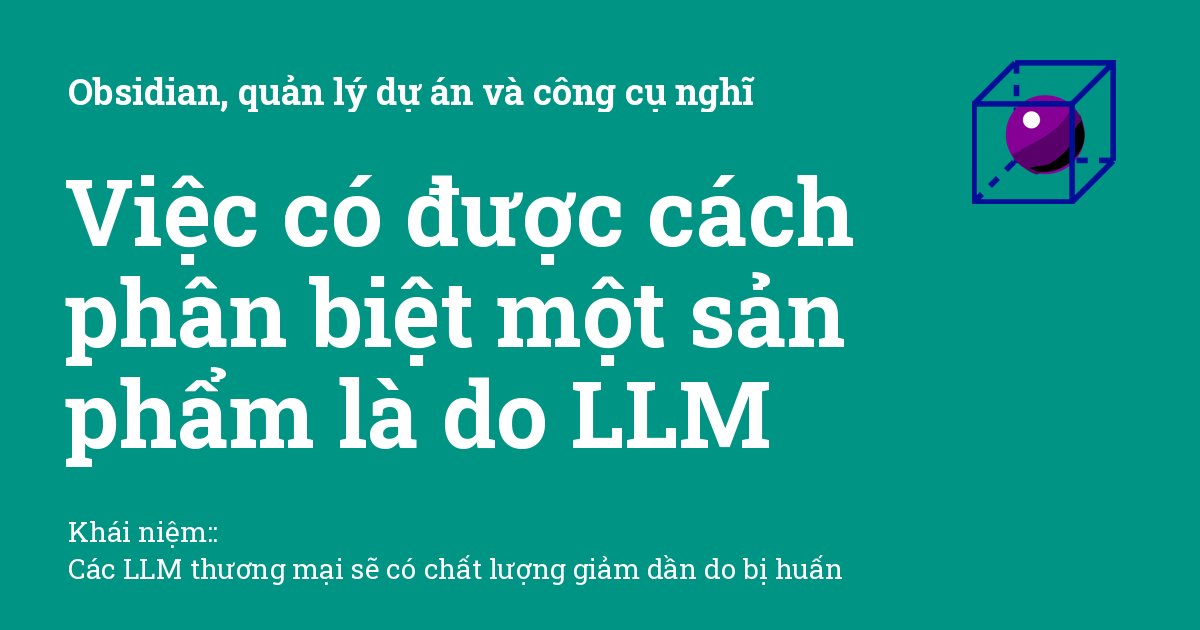 Obsidian, quản lý dự án và công cụ nghĩ
Việc có được cách
phân biệt một sản
phẩm là do LLM
Khái niệm::
Các LLM thương mại sẽ có chất lượng giảm dần do bị huấn